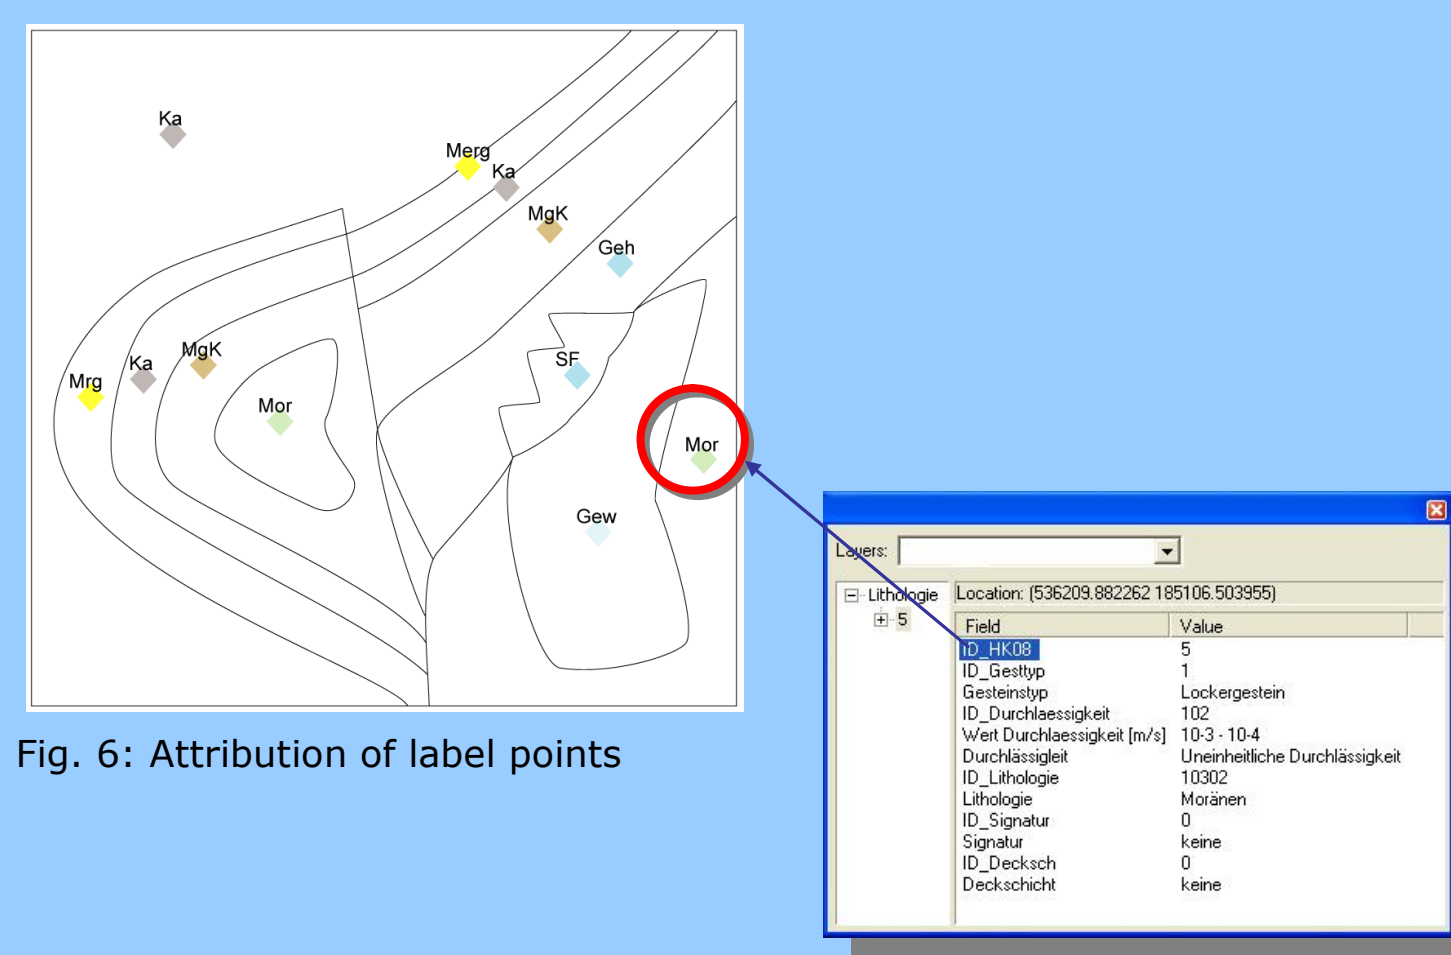 Ka
Merg
Ka
MgK
Geh
MgK
Ka
SF
Mrg
Mor
Mor
Gew
Fig. 6: Attribution of label points
Layers:
Lithologie
5
Location: (536209.882262 185106.503955)
Field Value
ID_HK08 5
ID_Gesttyp 1
Gesteinstyp Lockergestein
ID_Durchlaessigkeit 102
Wert Durchlaessigkeit [m/s] 10-3 - 10-4
Durchlässigleit Uneinheitliche Durchlässigkeit
ID_Lithologie 10302
Lithologie Moränen
ID_Signatur 0
Signatur keine
ID_Decksch 0
Deckschicht keine